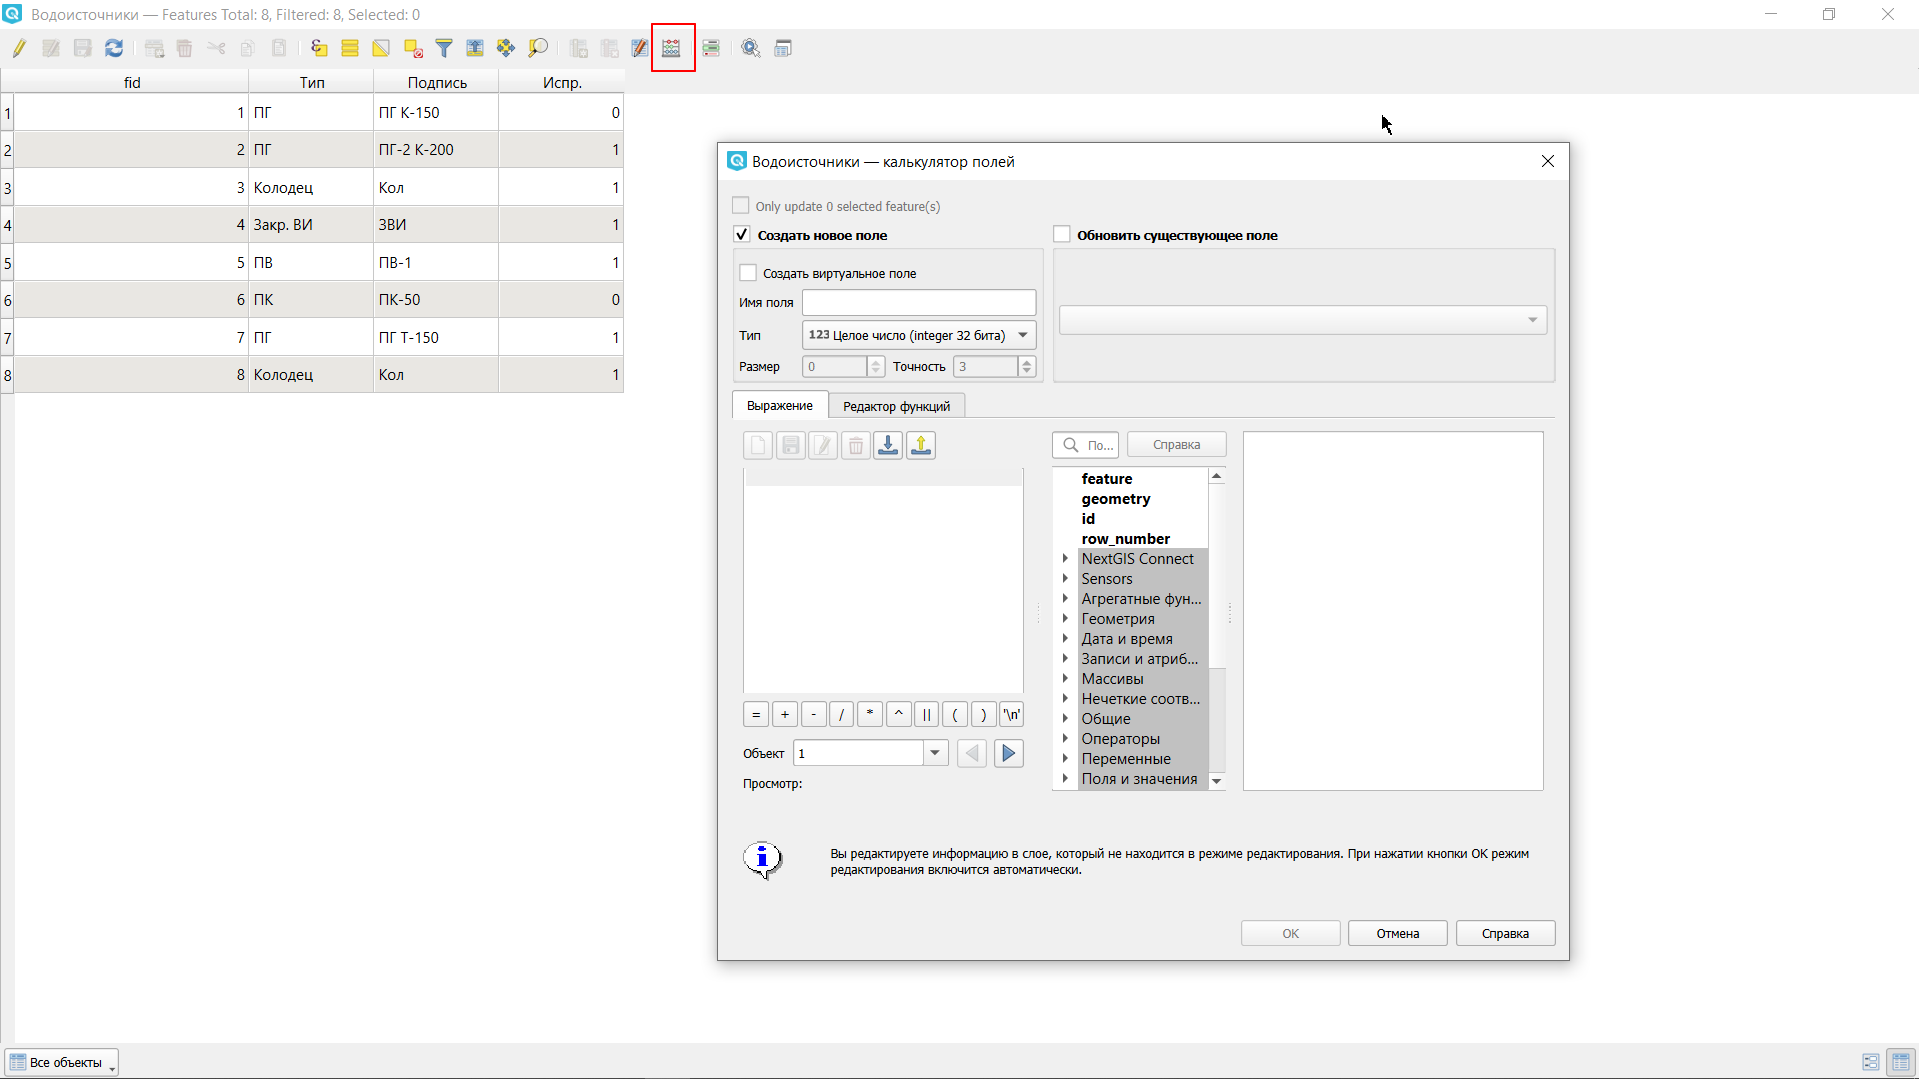 Водоисточники — Features Total: 8, Filtered: 8, Selected: 0
fid Тип Подпись Испр.
1 1 ПГ ПГ К-150 0
2 2 ПГ ПГ-2 К-200 1
3 3 Колодец Кол 1
4 4 Закр. ВИ ЗВИ 1
5 5 ПВ ПВ-1 1
6 6 ПК ПК-50 0
7 7 ПГ ПГ Т-150 1
8 8 Колодец Кол 1
Водоисточники — калькулятор полей
Only update 0 selected feature(s)
Создать новое поле
Обновить существующее поле
Создать виртуальное поле
Имя поля
Тип 123 Целое число (integer 32 бита)
Размер 0 Точность 3
Выражение Редактор функций
По... Справка
feature
geometry
id
row_number
NextGIS Connect
Sensors
Агрегатные фун...
Геометрия
Дата и время
Записи и атриб...
Массивы
Нечеткие соотв...
Общие
Операторы
Переменные
Поля и значения
= + - / * ^ || ( ) '\n'
Объект 1
Просмотр:
Вы редактируете информацию в слое, который не находится в режиме редактирования. При нажатии кнопки ОК режим
редактирования включится автоматически.
OK Отмена Справка
Все объекты